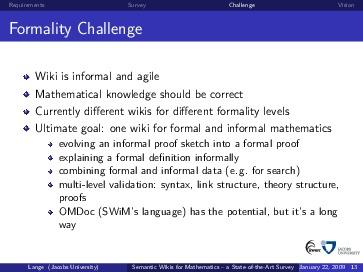 Requirements Survey Challenge Vision
Formality Challenge
Wiki is informal and agile
Mathematical knowledge should be correct
Currently different wikis for different formality levels
Ultimate goal: one wiki for formal and informal mathematics
evolving an informal proof sketch into a formal proof
explaining a formal definition informally
combining formal and informal data (e. g. for search)
multi-level validation: syntax, link structure, theory structure,
proofs
OMDoc (SWiM's language) has the potential, but it's a long
way
JACOBS
UNIVERSITY
Lange (Jacobs University) Semantic Wikis for Mathematics – a State-of-the-Art Survey January 22, 2009 13